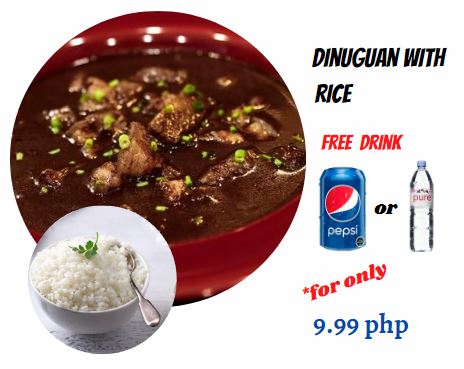 DINUGUAN WITH
RICE
FREE DRINK
pepsi
or
pure
*for only
9.99 php